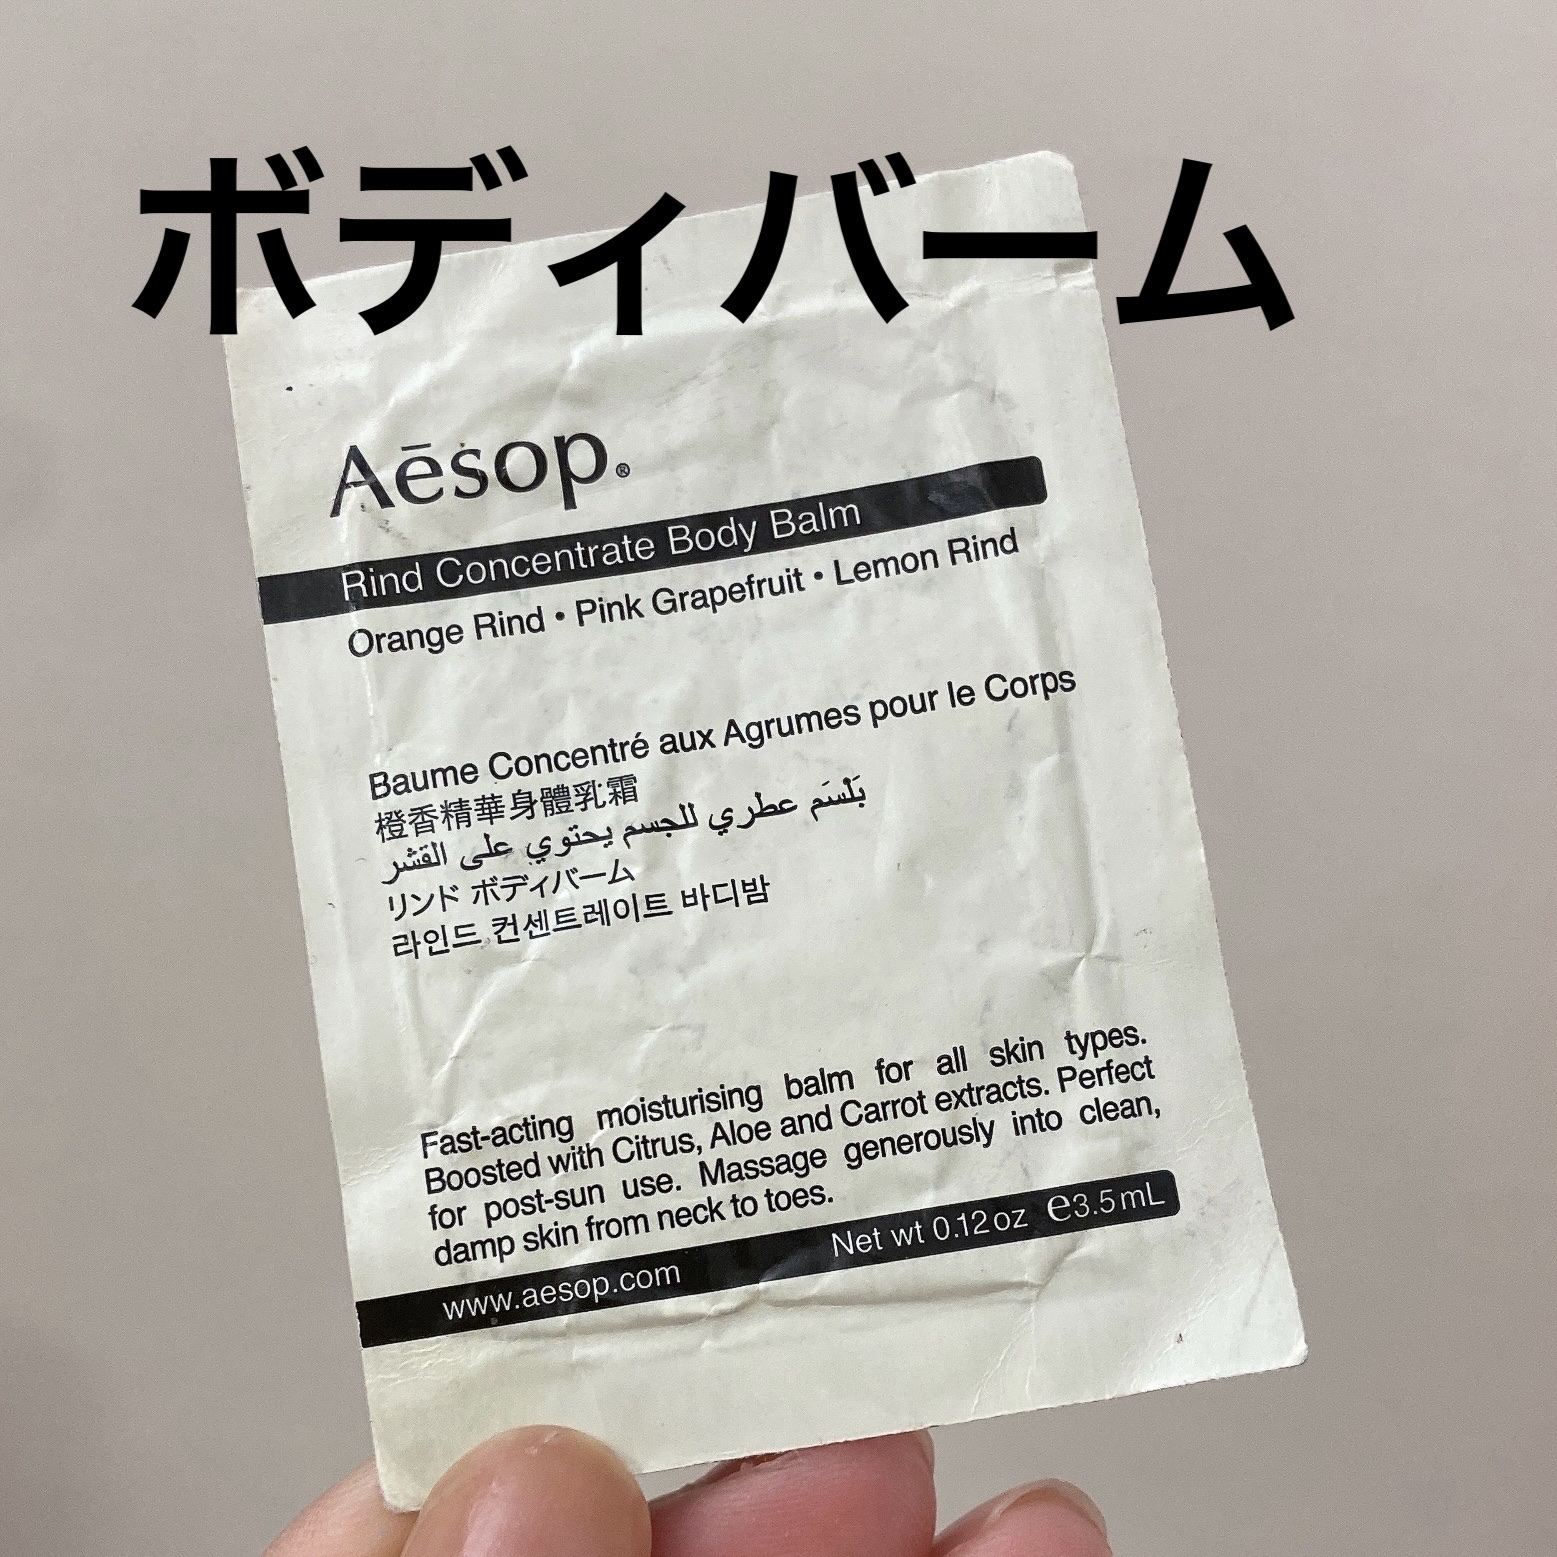 ボディバーム
Aēsop.®
Rind Concentrate Body Balm
Orange Rind • Pink Grapefruit • Lemon Rind
Baume Concentré aux Agrumes pour le Corps
橙香精華身體乳霜
بَلْسَم عطري للجسم يحتوي على القشر
リンド ボディバーム
라인드 컨센트레이트 바디밤
Fast-acting moisturising balm for all skin types.
Boosted with Citrus, Aloe and Carrot extracts. Perfect
for post-sun use. Massage generously into clean,
damp skin from neck to toes.
www.aesop.com Net wt 0.12oz ℮3.5mL